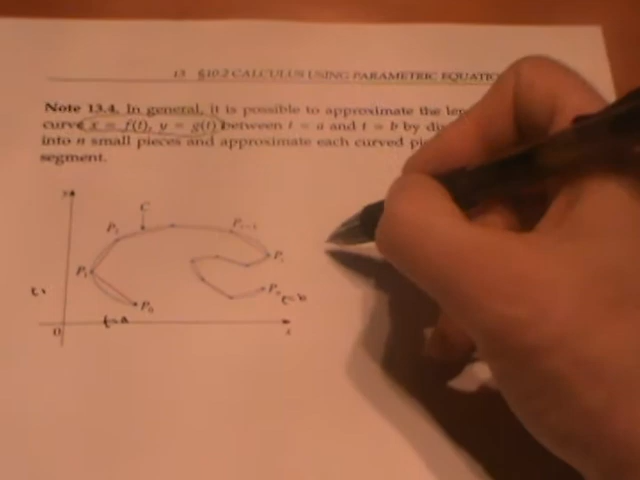 13 §10.2 CALCULUS USING PARAMETRIC EQUATIO
Note 13.4. In general, it is possible to approximate the len
curve x = f(t), y = g(t) between t = a and t = b by di
into n small pieces and approximate each curved pi
segment.
y
C
P₂
Pᵢ₋₁
P₁
Pᵢ
Pₙ
t=b
P₀
t=a
0
x